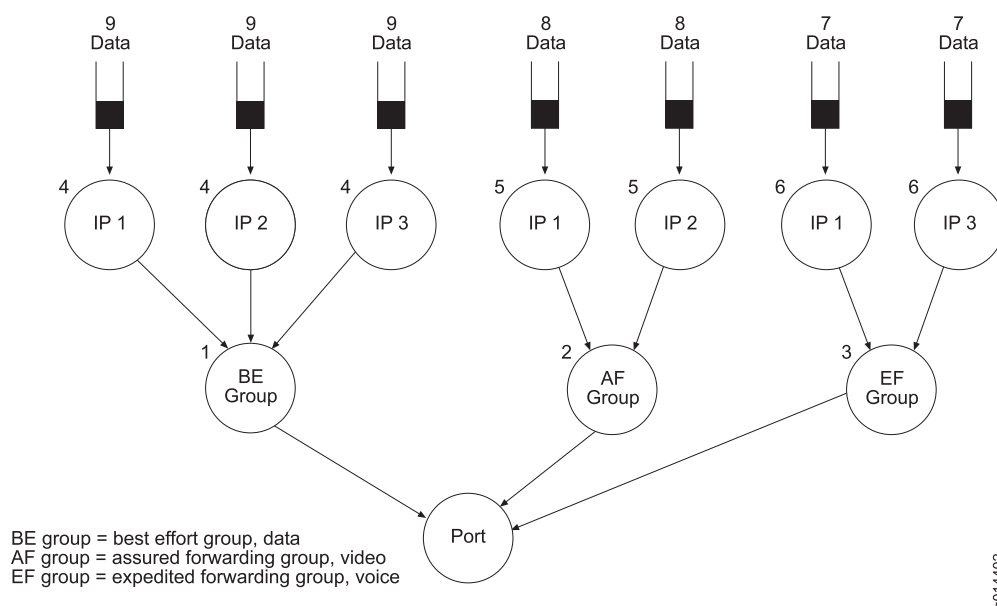 9 9 9 8 8 7 7
Data Data Data Data Data Data Data
4 4 4 5 5 6 6
IP 1 IP 2 IP 3 IP 1 IP 2 IP 1 IP 3
1 2 3
BE AF EF
Group Group Group
Port
BE group = best effort group, data
AF group = assured forwarding group, video
EF group = expedited forwarding group, voice